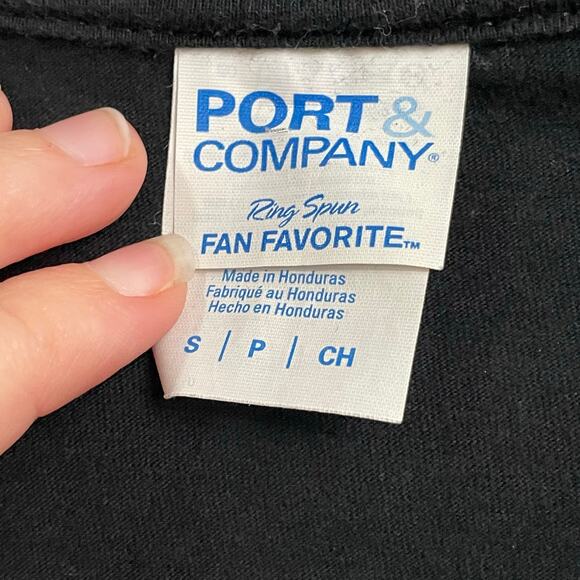 PORT &
COMPANY®
Ring Spun
FAN FAVORITE™
Made in Honduras
Fabriqué au Honduras
Hecho en Honduras
S / P / CH